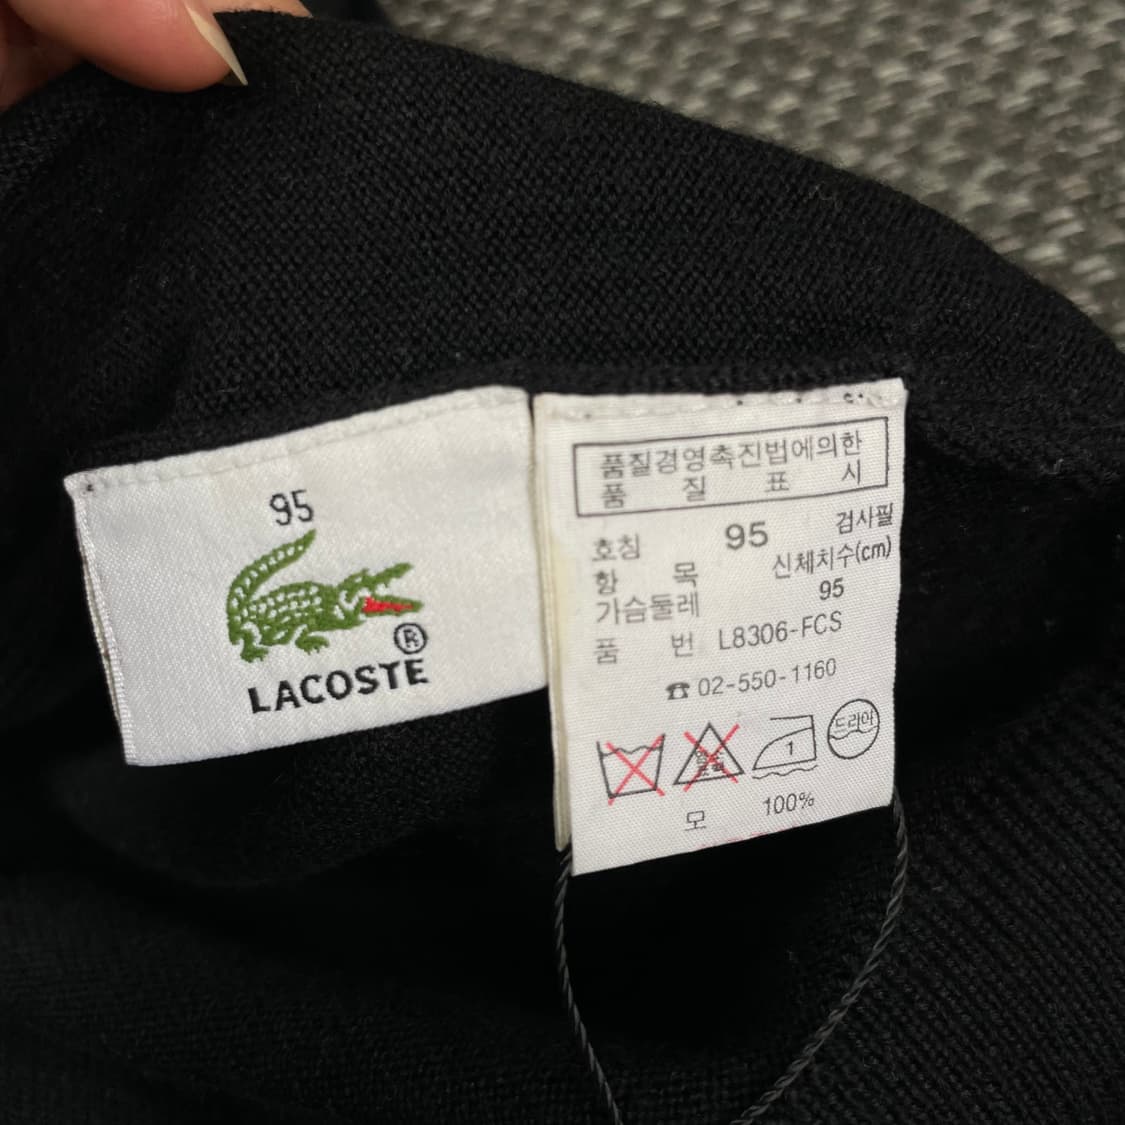 95
®
LACOSTE
품질경영촉진법에의한
품 질 표 시
검사필
호칭 95
항 목 신체치수(cm)
가슴둘레 95
품 번 L8306-FCS
☎ 02-550-1160
1
드라이
모 100%